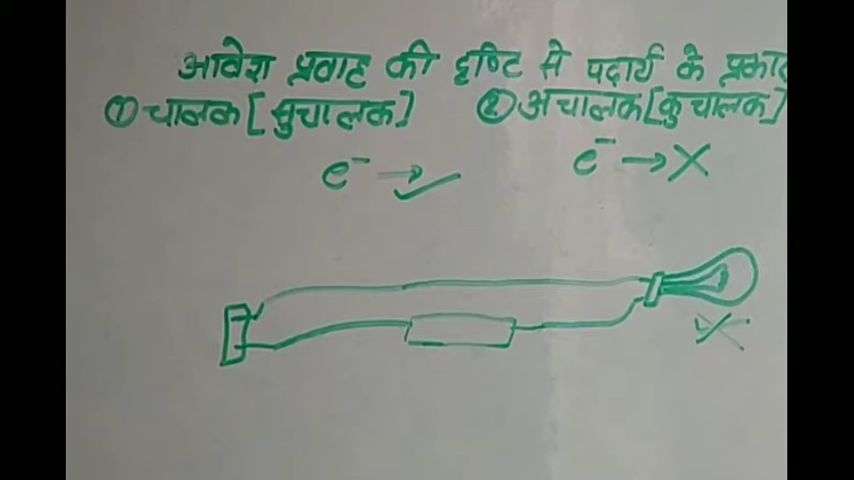 आवेश प्रवाह की दृष्टि से पदार्थ के प्रकार
① चालक [सुचालक] ② अचालक [कुचालक]
e⁻ → ✓ e⁻ → X